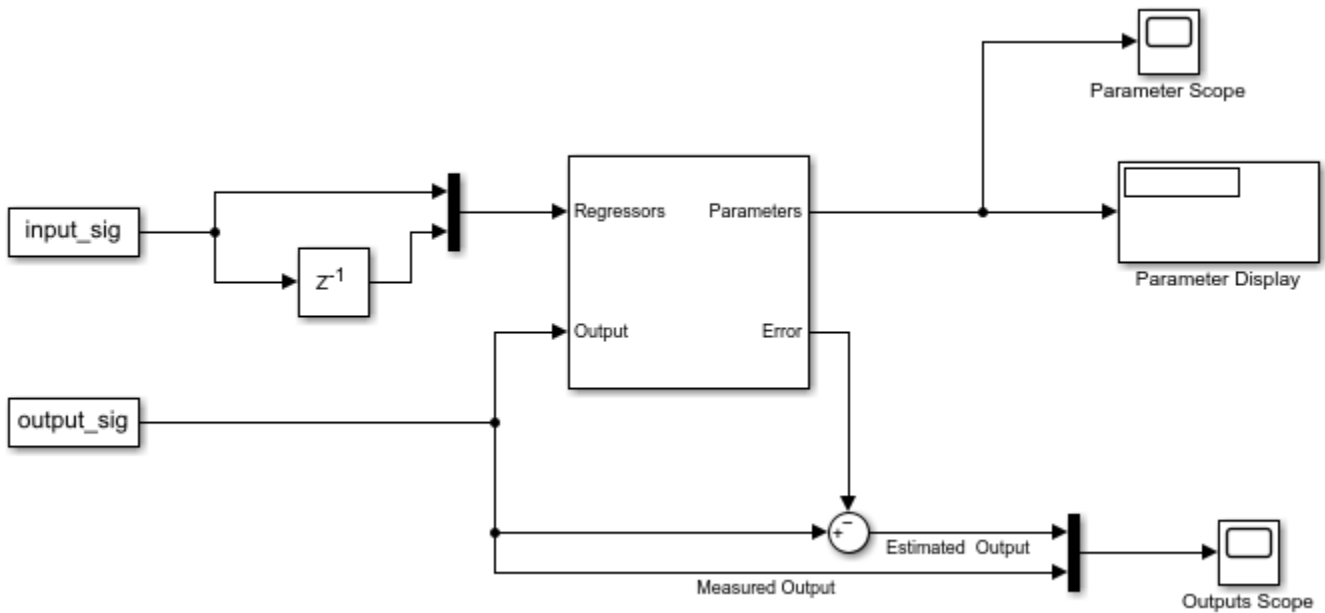 Parameter Scope
input_sig
Z-1
Regressors
Parameters
Parameter Display
Output
Error
output_sig
+
−
Estimated Output
Measured Output
Outputs Scope